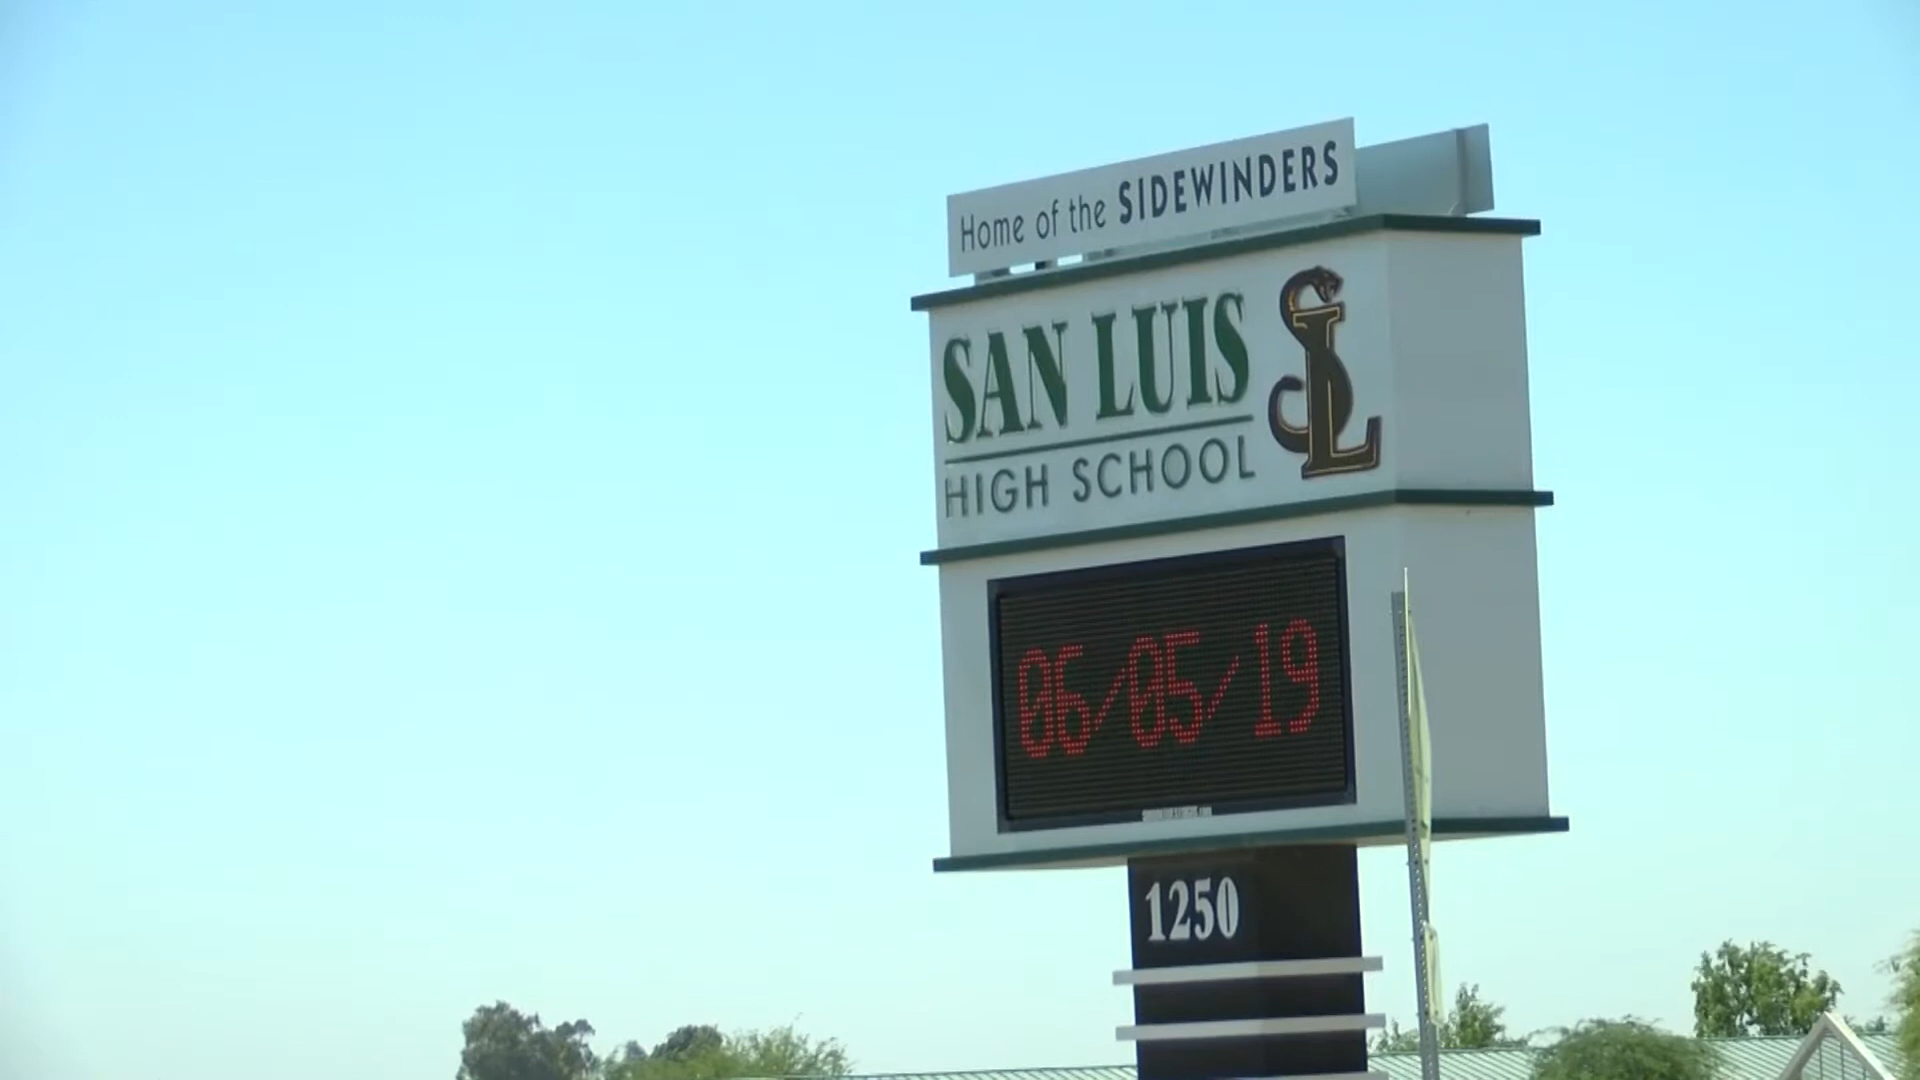 Home of the SIDEWINDERS
SAN LUIS
SL
HIGH SCHOOL
06/05/19
1250